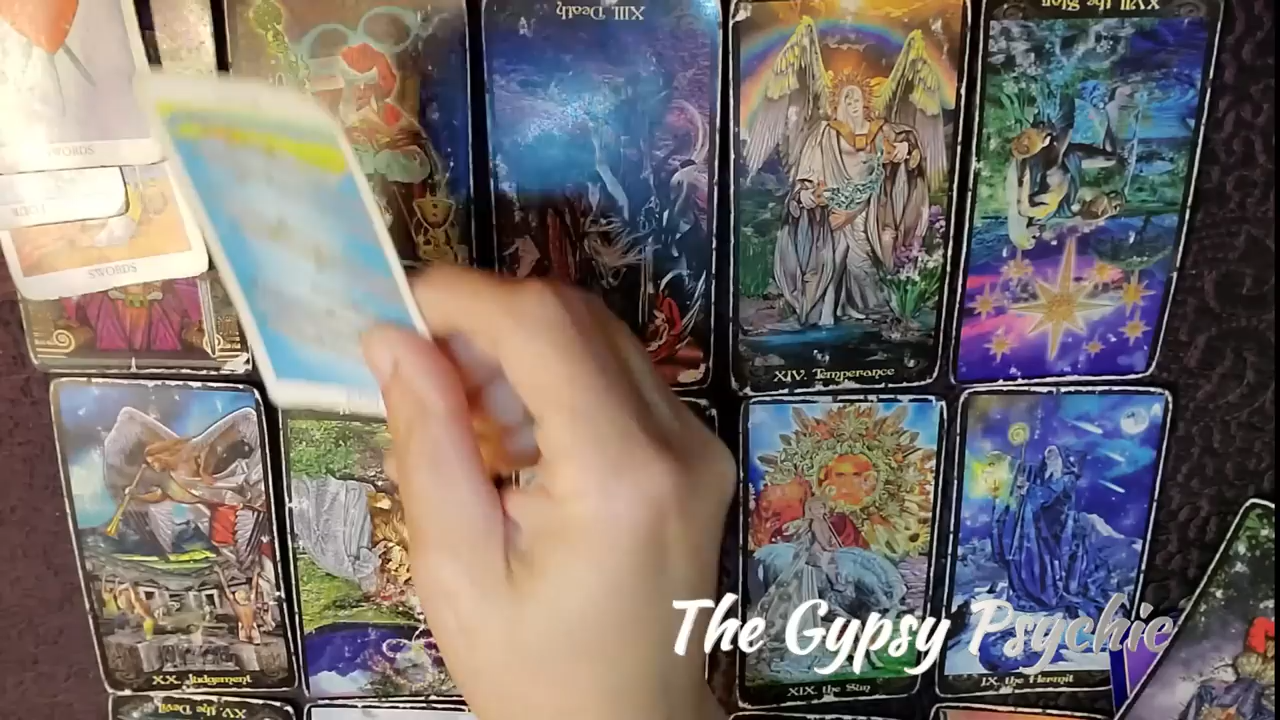 XIII. Death
XVII the Star
SWORDS
SWORDS
XIV. Temperance
The Gypsy Psychic
XX. Judgement
XIX. the Sun
IX. the Hermit
XV. the Devil